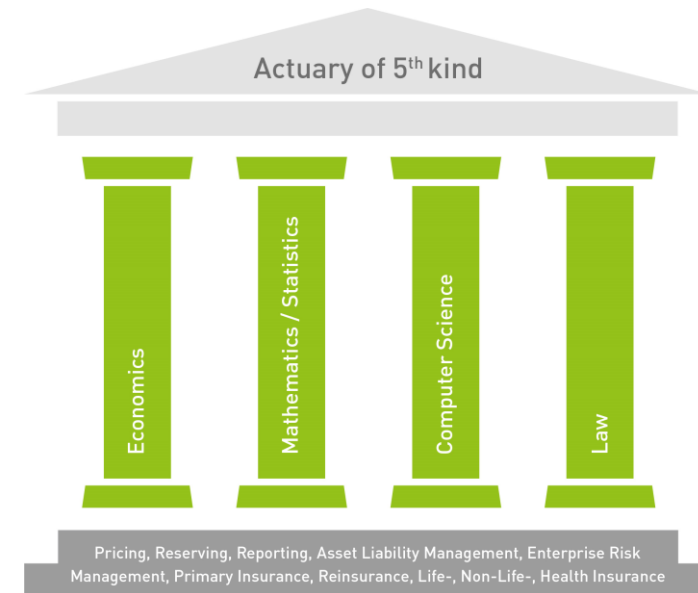 Actuary of 5th kind
Economics
Mathematics / Statistics
Computer Science
Law
Pricing, Reserving, Reporting, Asset Liability Management, Enterprise Risk
Management, Primary Insurance, Reinsurance, Life-, Non-Life-, Health Insurance